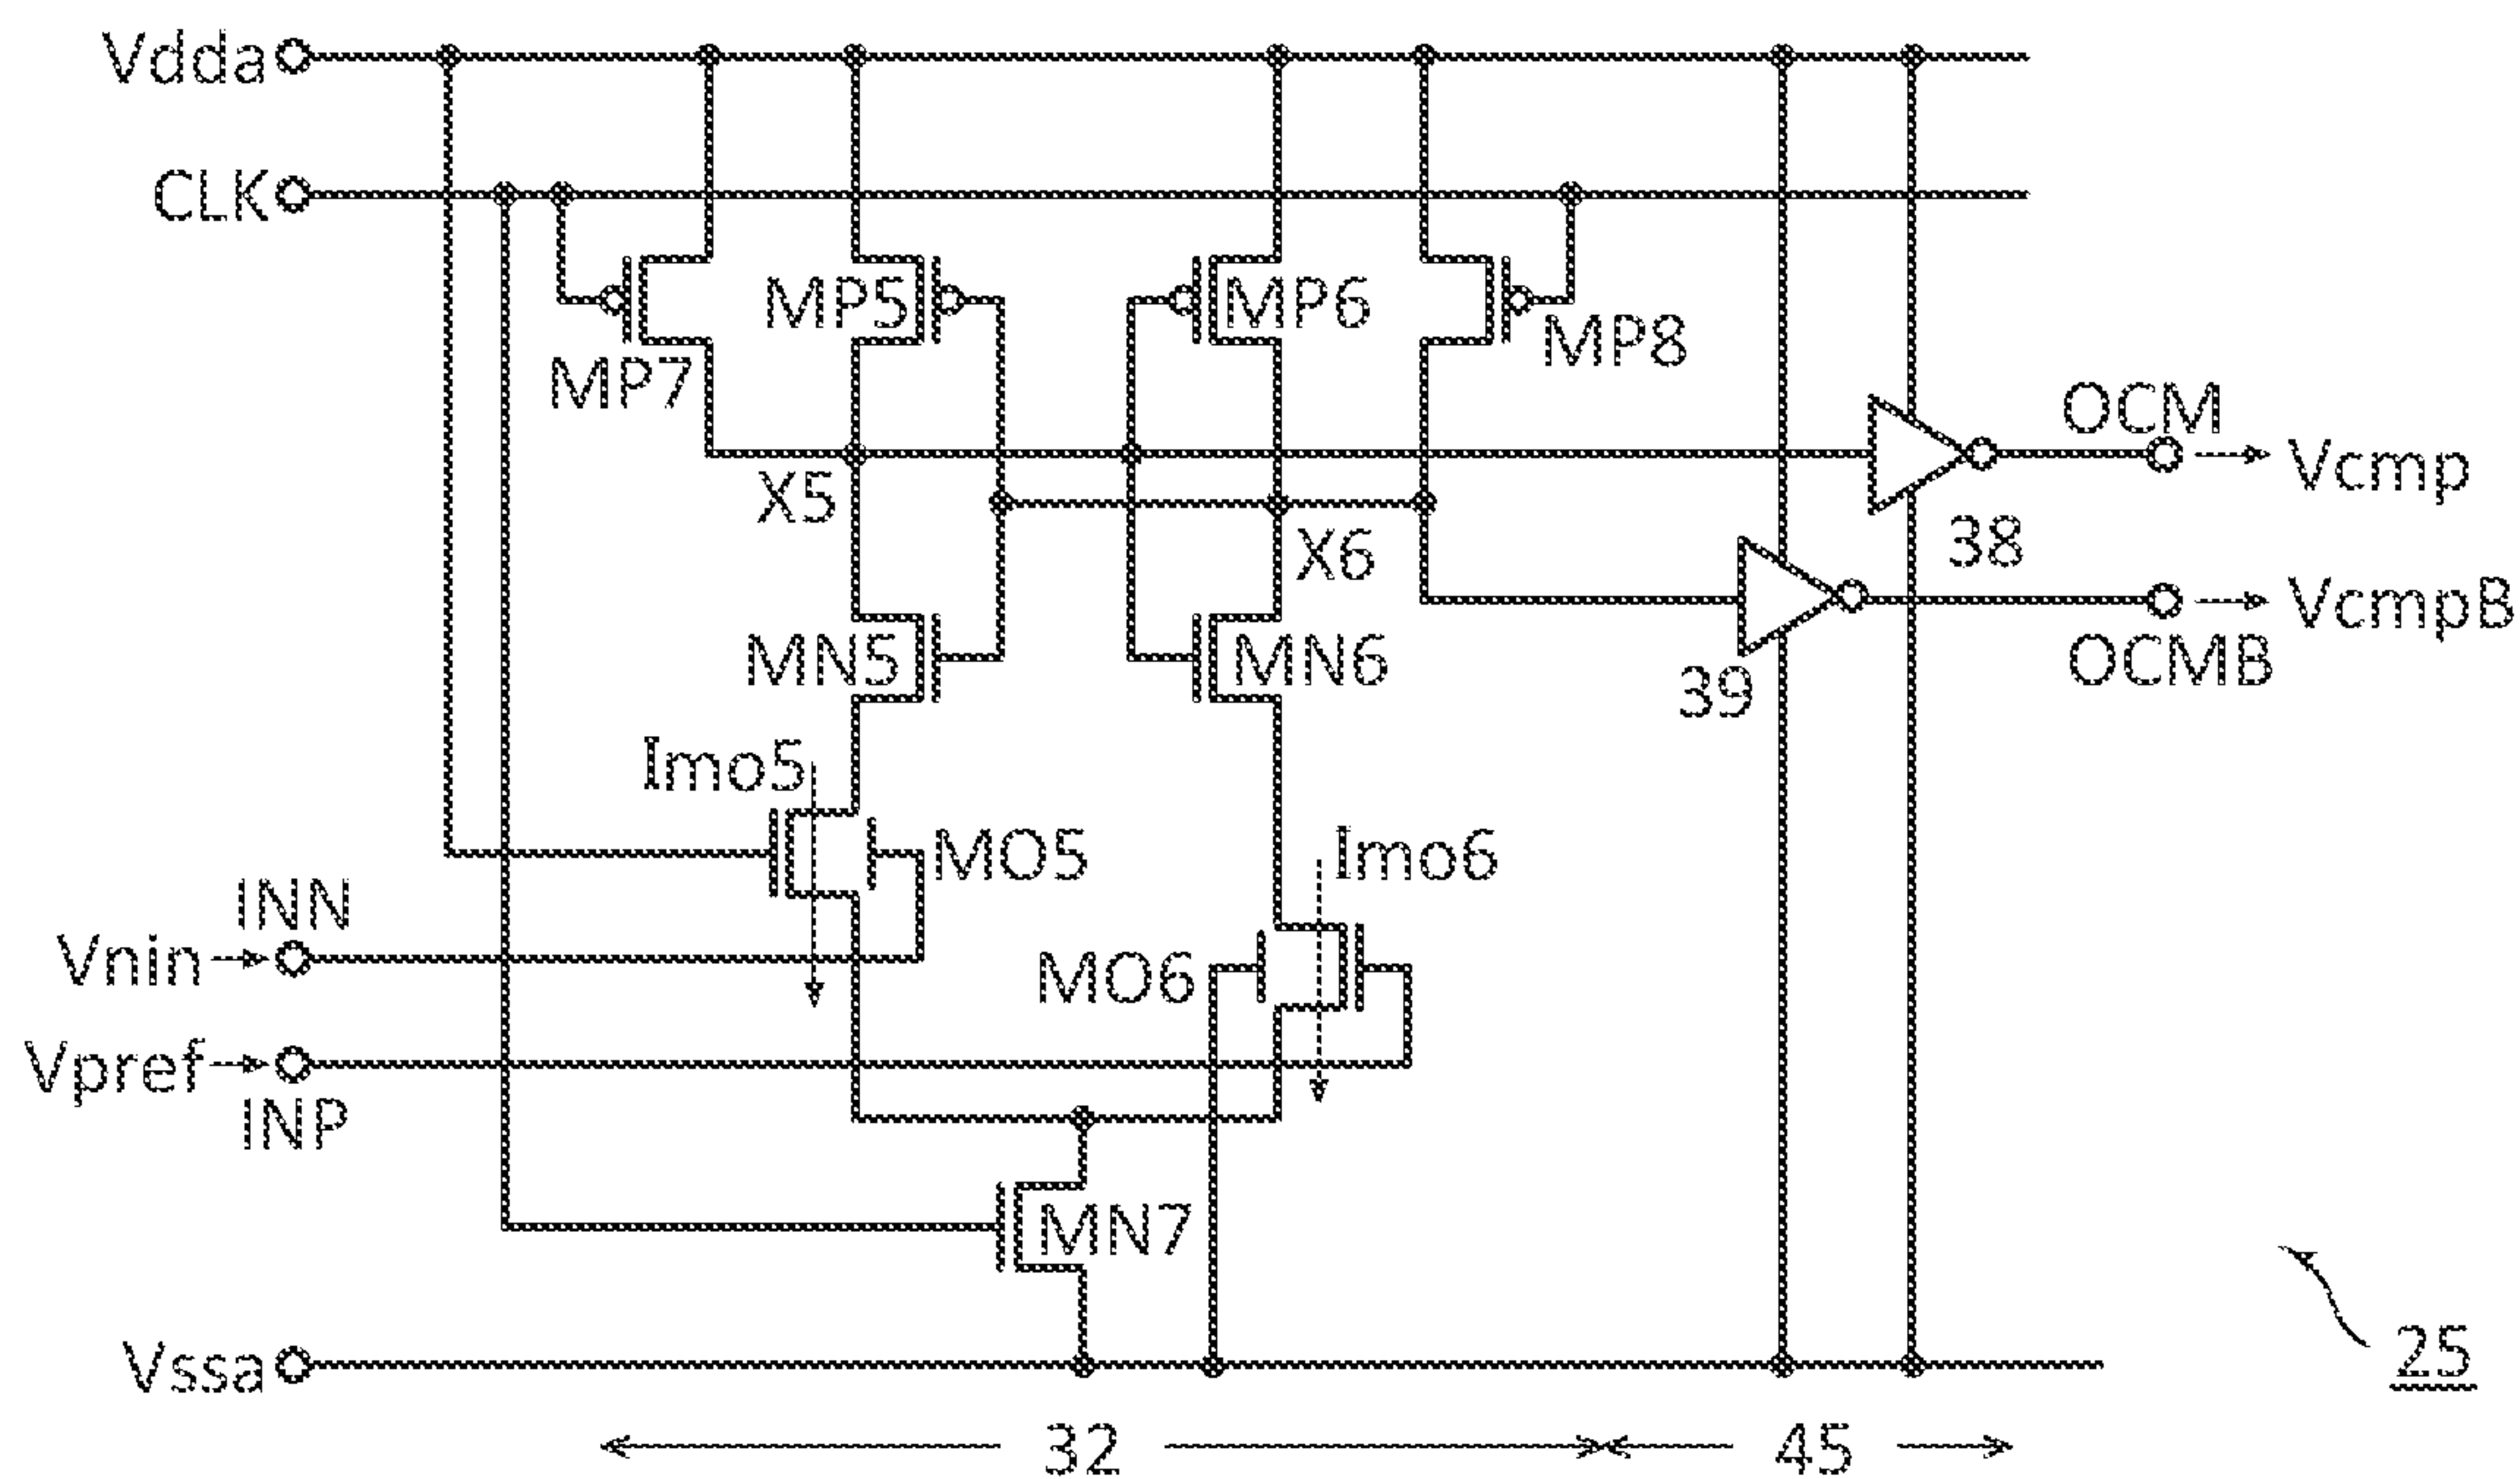 Vdda
CLK
MP5
MP6
MP7
MP8
OCM
Vcmp
X5
X6
38
VcmpB
MN5
MN6
39
OCMB
Imo5
MO5
Imo6
INN
Vnin
MO6
Vpref
INP
MN7
Vssa
25
32
45